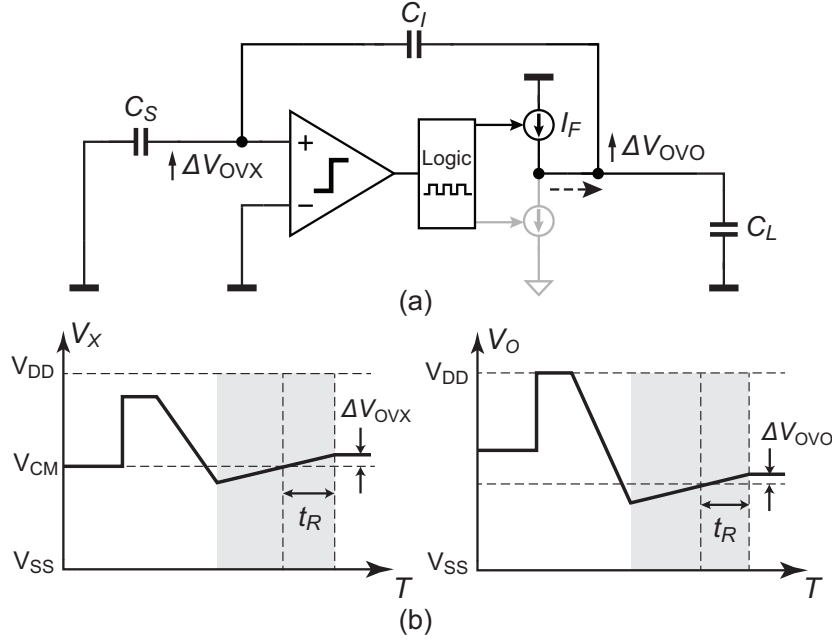 C_I
C_S
ΔV_OVX
+
−
Logic
I_F
ΔV_OVO
C_L
(a)
V_X
V_DD
V_CM
V_SS
ΔV_OVX
t_R
T
V_O
V_DD
V_SS
ΔV_OVO
t_R
T
(b)